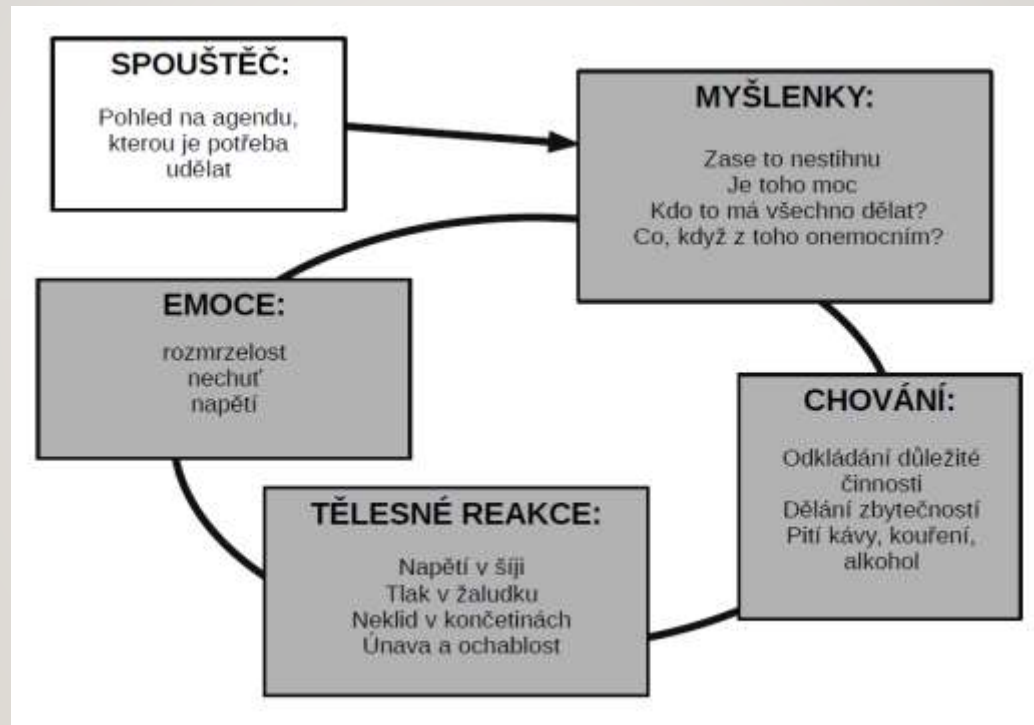 SPOUŠTĚČ:
Pohled na agendu,
kterou je potřeba
udělat
MYŠLENKY:
Zase to nestihnu
Je toho moc
Kdo to má všechno dělat?
Co, když z toho onemocním?
EMOCE:
rozmrzelost
nechuť
napětí
CHOVÁNÍ:
Odkládání důležité
činnosti
Dělání zbytečností
Pití kávy, kouření,
alkohol
TĚLESNÉ REAKCE:
Napětí v šíji
Tlak v žaludku
Neklid v končetinách
Únava a ochablost